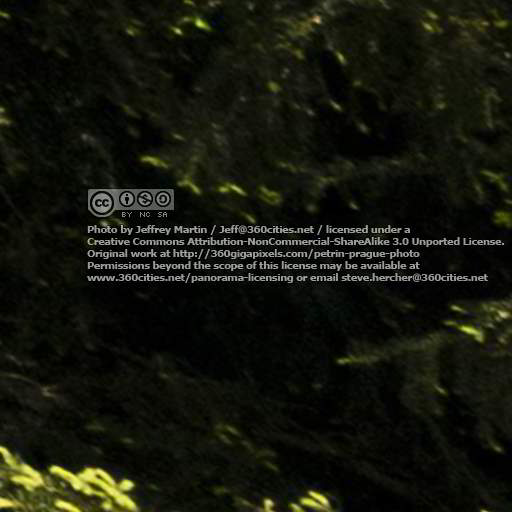 cc
BY NC SA
Photo by Jeffrey Martin / Jeff@360cities.net / licensed under a
Creative Commons Attribution-NonCommercial-ShareAlike 3.0 Unported License.
Original work at http://360gigapixels.com/petrin-prague-photo
Permissions beyond the scope of this license may be available at
www.360cities.net/panorama-licensing or email steve.hercher@360cities.net